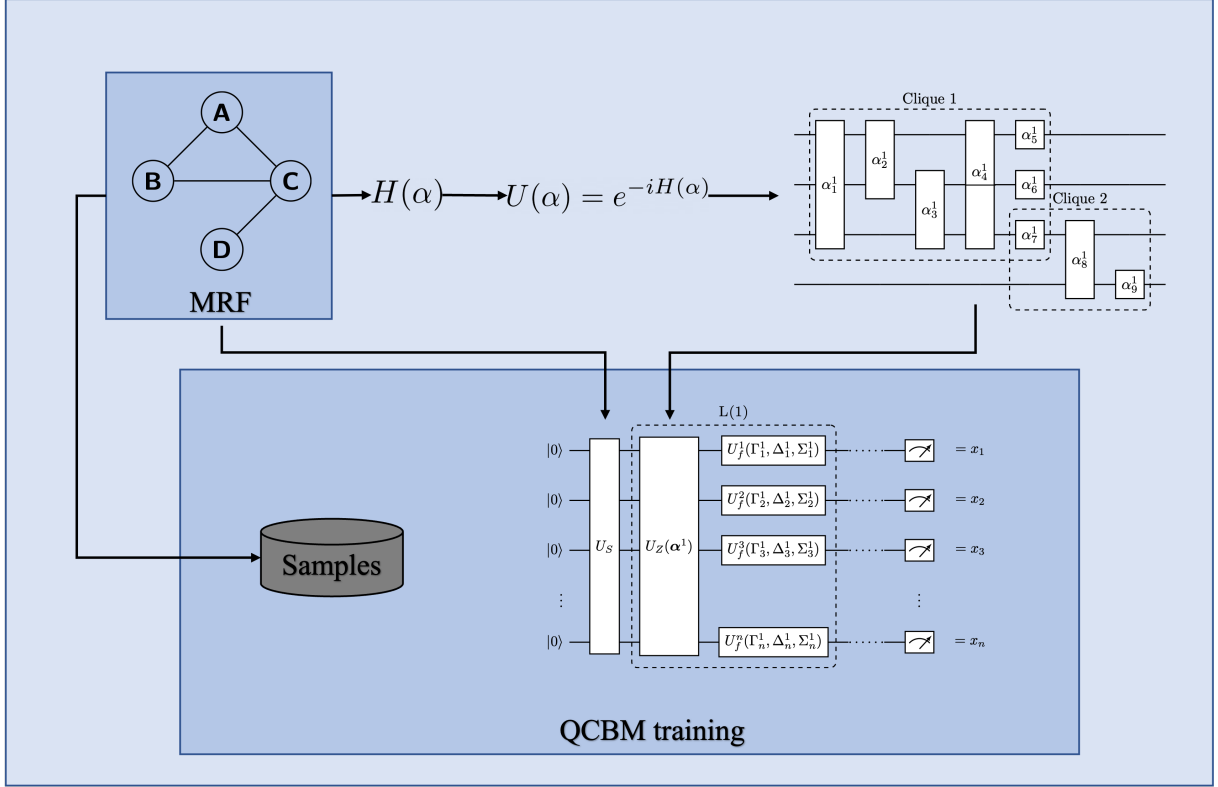 A
B
C
D
MRF
H(α)
U(α) = e^{-iH(α)}
Clique 1
α_1^1
α_2^1
α_3^1
α_4^1
α_5^1
α_6^1
α_7^1
Clique 2
α_8^1
α_9^1
L(1)
|0⟩ U_f^1(Γ_1^1, Δ_1^1, Σ_1^1) ...... = x_1
|0⟩ U_f^2(Γ_2^1, Δ_2^1, Σ_2^1) ...... = x_2
|0⟩ U_S U_Z(α^1) U_f^3(Γ_3^1, Δ_3^1, Σ_3^1) ...... = x_3
⋮ ⋮
|0⟩ U_f^n(Γ_n^1, Δ_n^1, Σ_n^1) ...... = x_n
Samples
QCBM training